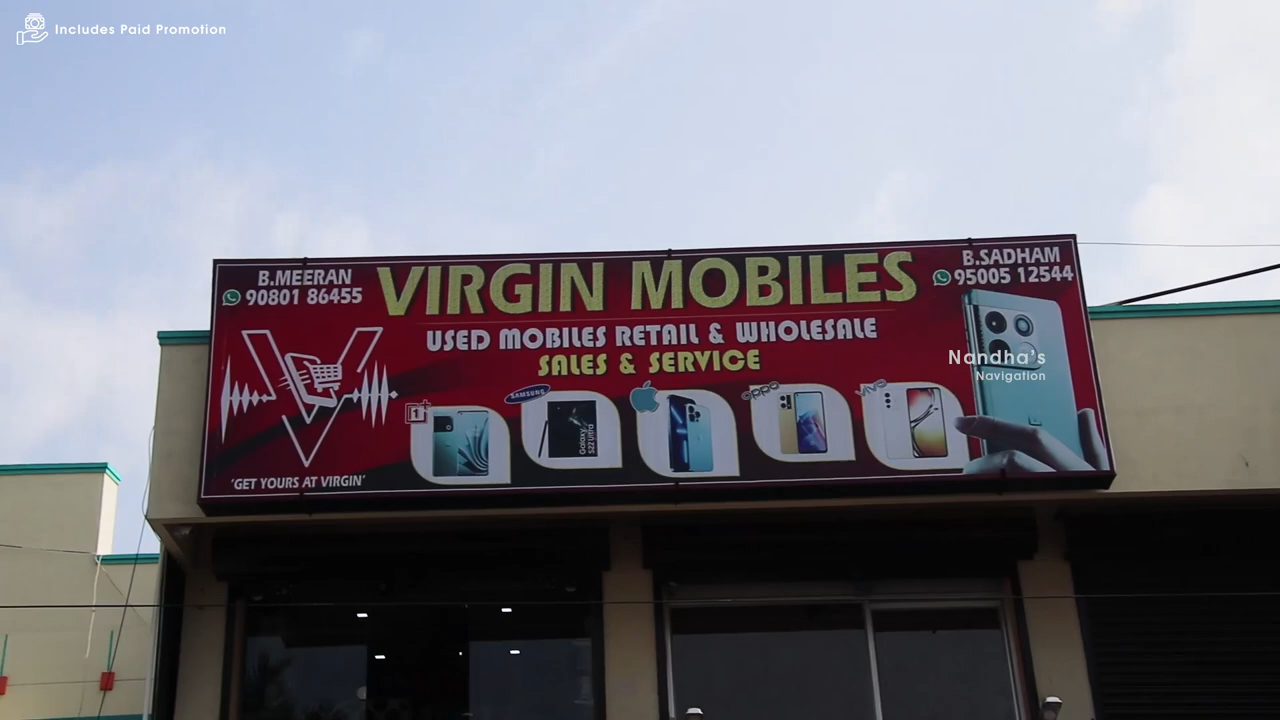 Includes Paid Promotion
B.MEERAN
90801 86455
VIRGIN MOBILES
B.SADHAM
95005 12544
USED MOBILES RETAIL & WHOLESALE
SALES & SERVICE
Nandha's
Navigation
1+
SAMSUNG
oppo
vivo
Galaxy
S22 Ultra
'GET YOURS AT VIRGIN'